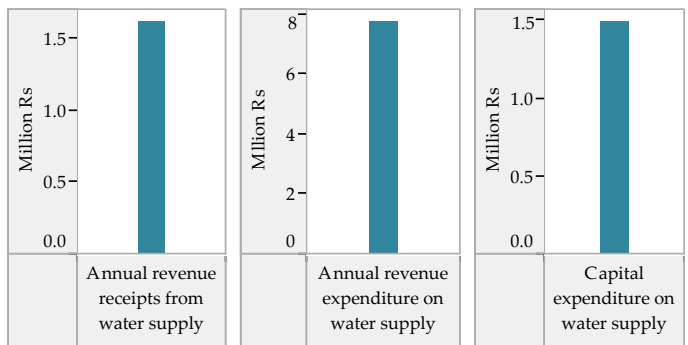 Million Rs
1.5
1.0
0.5
0.0
Annual revenue
receipts from
water supply
Mllion Rs
8
6
4
2
0
Annual revenue
expenditure on
water supply
Million Rs
1.5
1.0
0.5
0.0
Capital
expenditure on
water supply